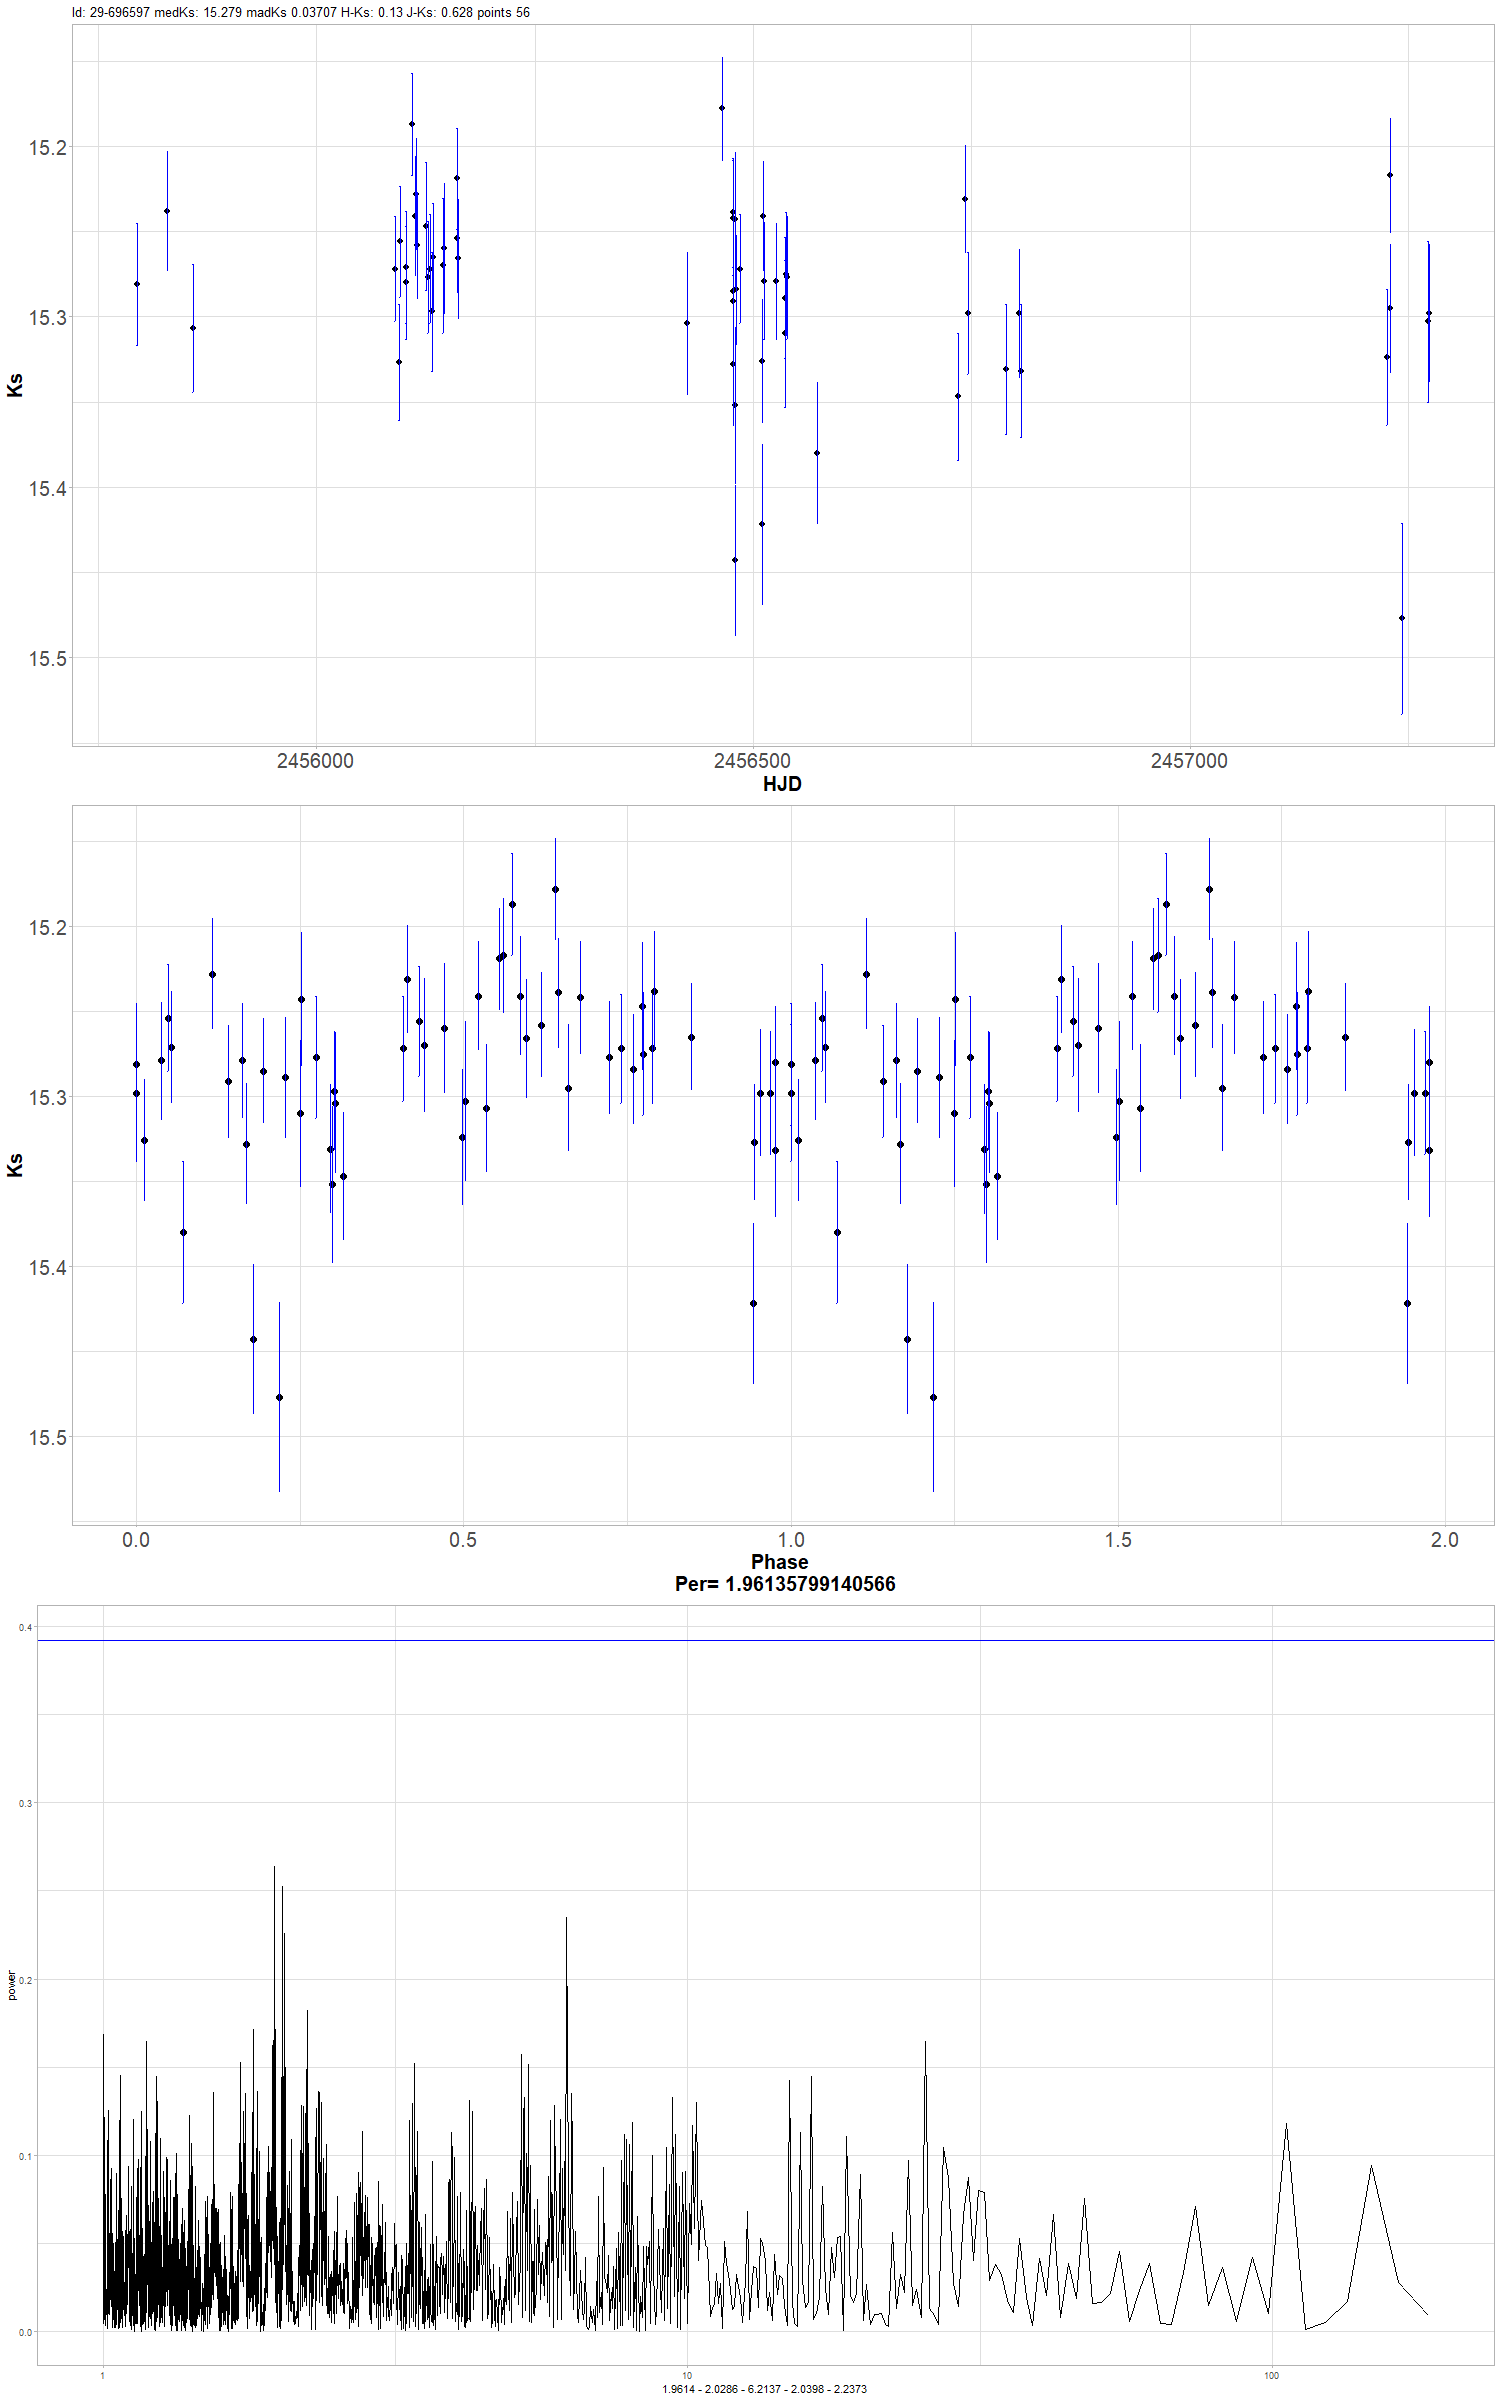 Id: 29-696597 medKs: 15.279 madKs 0.03707 H-Ks: 0.13 J-Ks: 0.628 points 56
15.2
15.3
15.4
15.5
Ks
2456000 2456500 2457000
HJD
15.2
15.3
15.4
15.5
Ks
0.0 0.5 1.0 1.5 2.0
Phase
Per= 1.96135799140566
0.4
0.3
0.2
0.1
0.0
power
1 10 100
1.9614 - 2.0286 - 6.2137 - 2.0398 - 2.2373